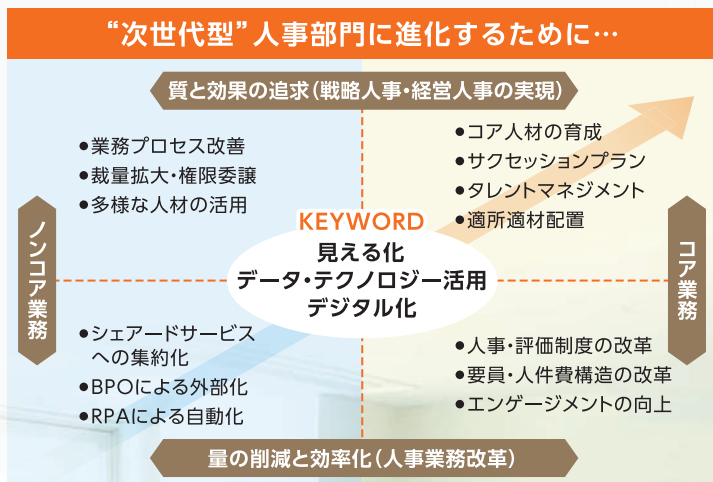 “次世代型”人事部門に進化するために…
質と効果の追求（戦略人事・経営人事の実現）
●業務プロセス改善
●裁量拡大・権限委譲
●多様な人材の活用
●コア人材の育成
●サクセッションプラン
●タレントマネジメント
●適所適材配置
ノンコア業務
KEYWORD
見える化
データ・テクノロジー活用
デジタル化
コア業務
●シェアードサービス
への集約化
●BPOによる外部化
●RPAによる自動化
●人事・評価制度の改革
●要員・人件費構造の改革
●エンゲージメントの向上
量の削減と効率化（人事業務改革）